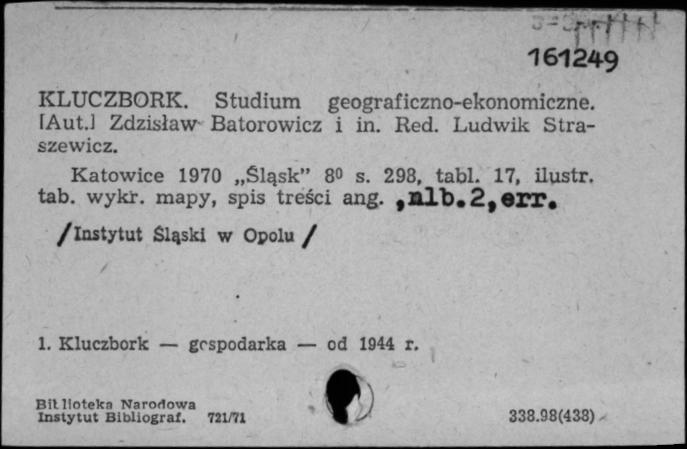 161249
KLUCZBORK. Studium geograficzno-ekonomiczne.
[Aut.] Zdzisław Batorowicz i in. Red. Ludwik Stra-
szewicz.
Katowice 1970 „Śląsk” 8⁰ s. 298, tabl. 17, ilustr.
tab. wykr. mapy, spis treści ang. ,nlb.2,err.
/Instytut Śląski w Opolu/
1. Kluczbork — gospodarka — od 1944 r.
Biblioteka Narodowa
Instytut Bibliograf. 721/71
338.98(438)